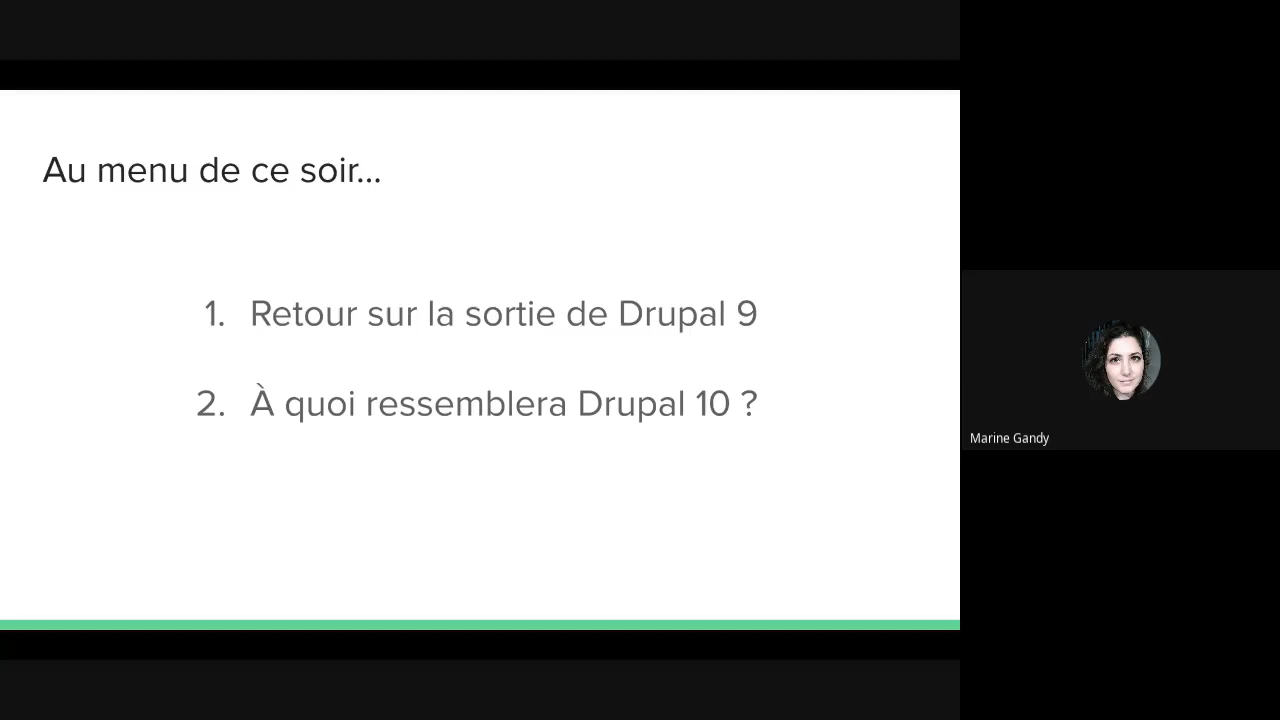 Au menu de ce soir...
1. Retour sur la sortie de Drupal 9
2. À quoi ressemblera Drupal 10 ?
Marine Gandy